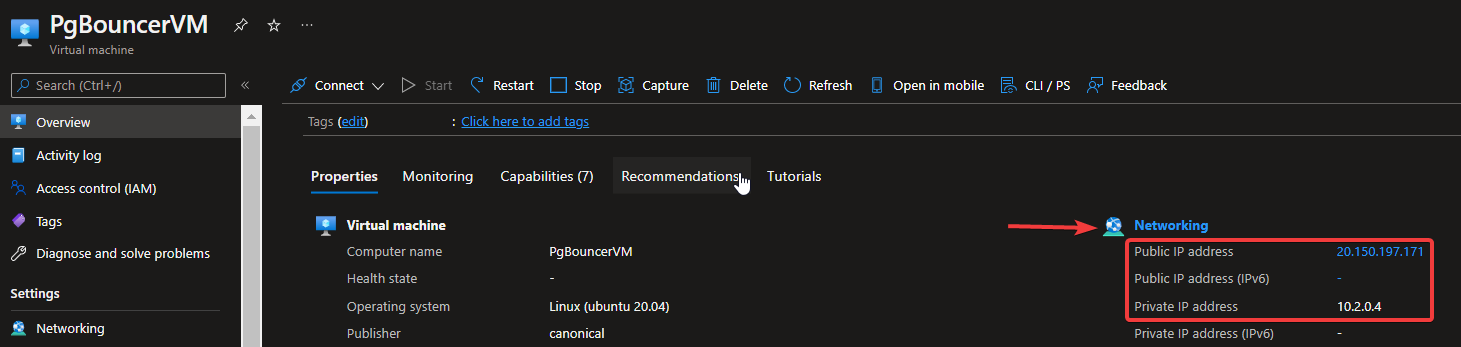 PgBouncerVM
Virtual machine
Search (Ctrl+/)
«
Connect
Start
Restart
Stop
Capture
Delete
Refresh
Open in mobile
CLI / PS
Feedback
Overview
Activity log
Access control (IAM)
Tags
Diagnose and solve problems
Settings
Networking
Tags (edit) : Click here to add tags
Properties
Monitoring
Capabilities (7)
Recommendations
Tutorials
Virtual machine
Computer name PgBouncerVM
Health state -
Operating system Linux (ubuntu 20.04)
Publisher canonical
Networking
Public IP address 20.150.197.171
Public IP address (IPv6) -
Private IP address 10.2.0.4
Private IP address (IPv6) -